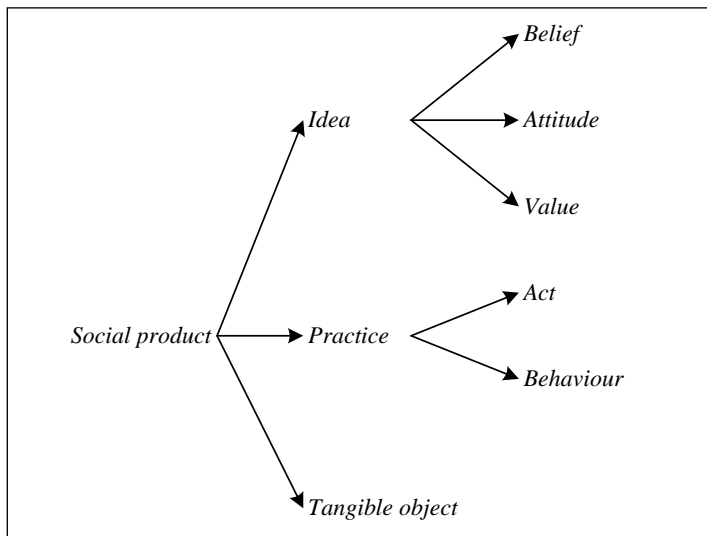 Belief
Idea
Attitude
Value
Act
Social product
Practice
Behaviour
Tangible object